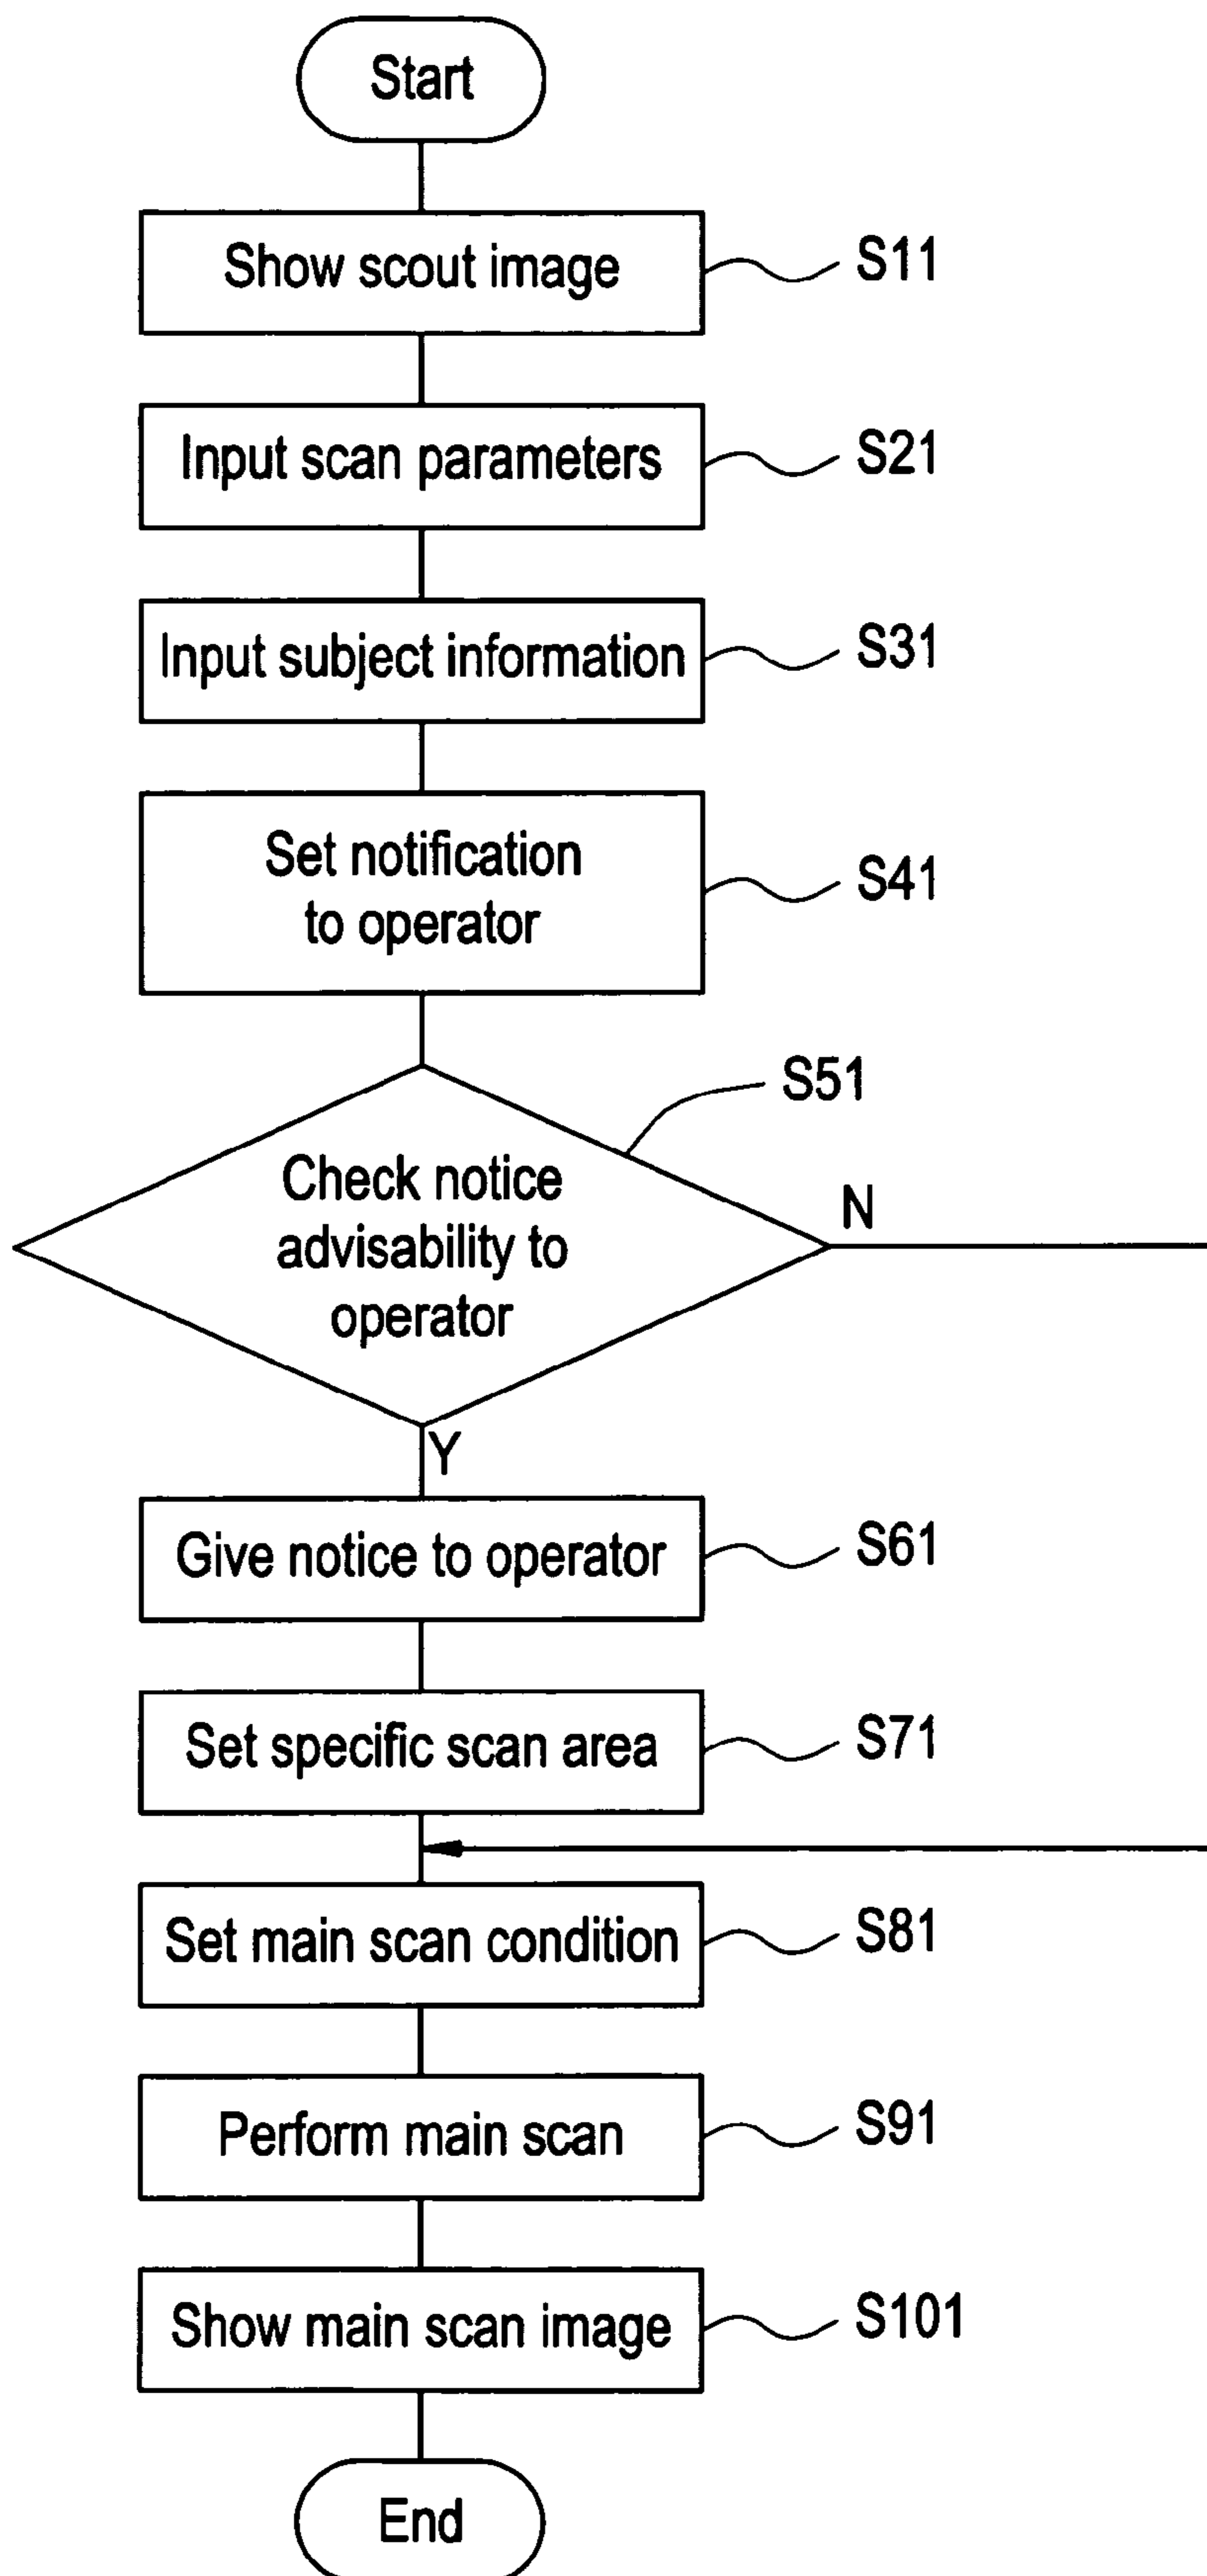 Start
Show scout image
S11
Input scan parameters
S21
Input subject information
S31
Set notification
to operator
S41
S51
Check notice
advisability to
operator
N
Y
Give notice to operator
S61
Set specific scan area
S71
Set main scan condition
S81
Perform main scan
S91
Show main scan image
S101
End